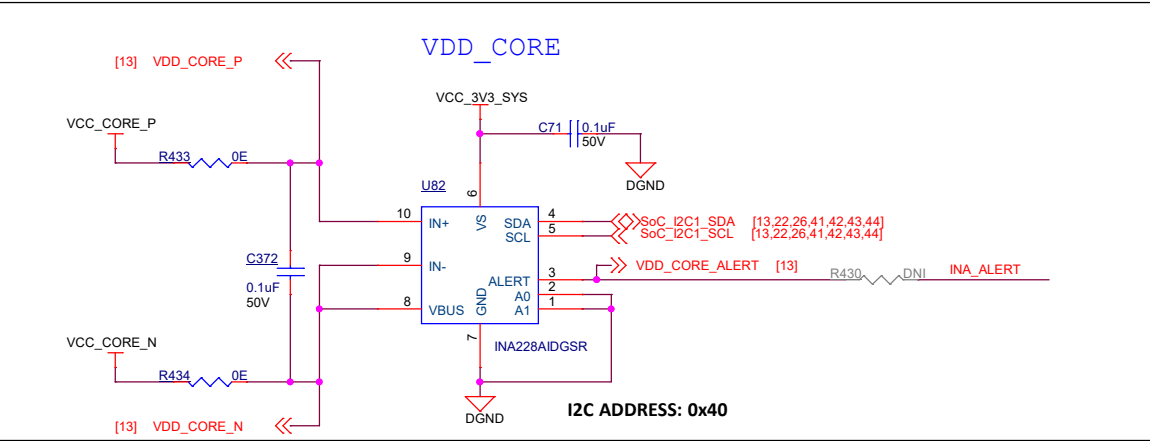 VDD_CORE
[13] VDD_CORE_P
VCC_3V3_SYS
VCC_CORE_P
C71 0.1uF
50V
R433 0E
DGND
U82
6
10 IN+ VS SDA 4 SoC_I2C1_SDA [13,22,26,41,42,43,44]
SCL 5 SoC_I2C1_SCL [13,22,26,41,42,43,44]
C372
9 IN-
VDD_CORE_ALERT [13]
ALERT 3
R430 DNI INA_ALERT
0.1uF
50V
A0 2
8 VBUS GND A1 1
7
INA228AIDGSR
VCC_CORE_N
R434 0E
DGND
I2C ADDRESS: 0x40
[13] VDD_CORE_N